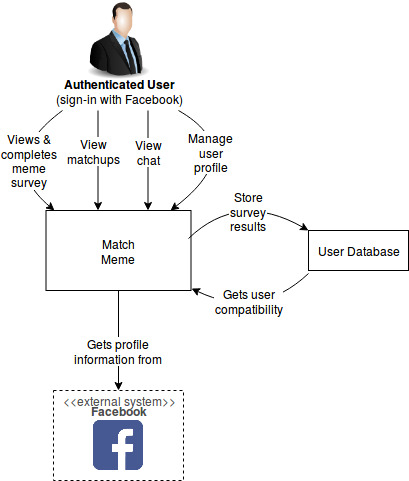 Authenticated User
(sign-in with Facebook)
Views &
completes
meme
survey
View
matchups
View
chat
Manage
user
profile
Store
survey
results
Match
Meme
User Database
Gets user
compatibility
Gets profile
information from
<<external system>>
Facebook
f